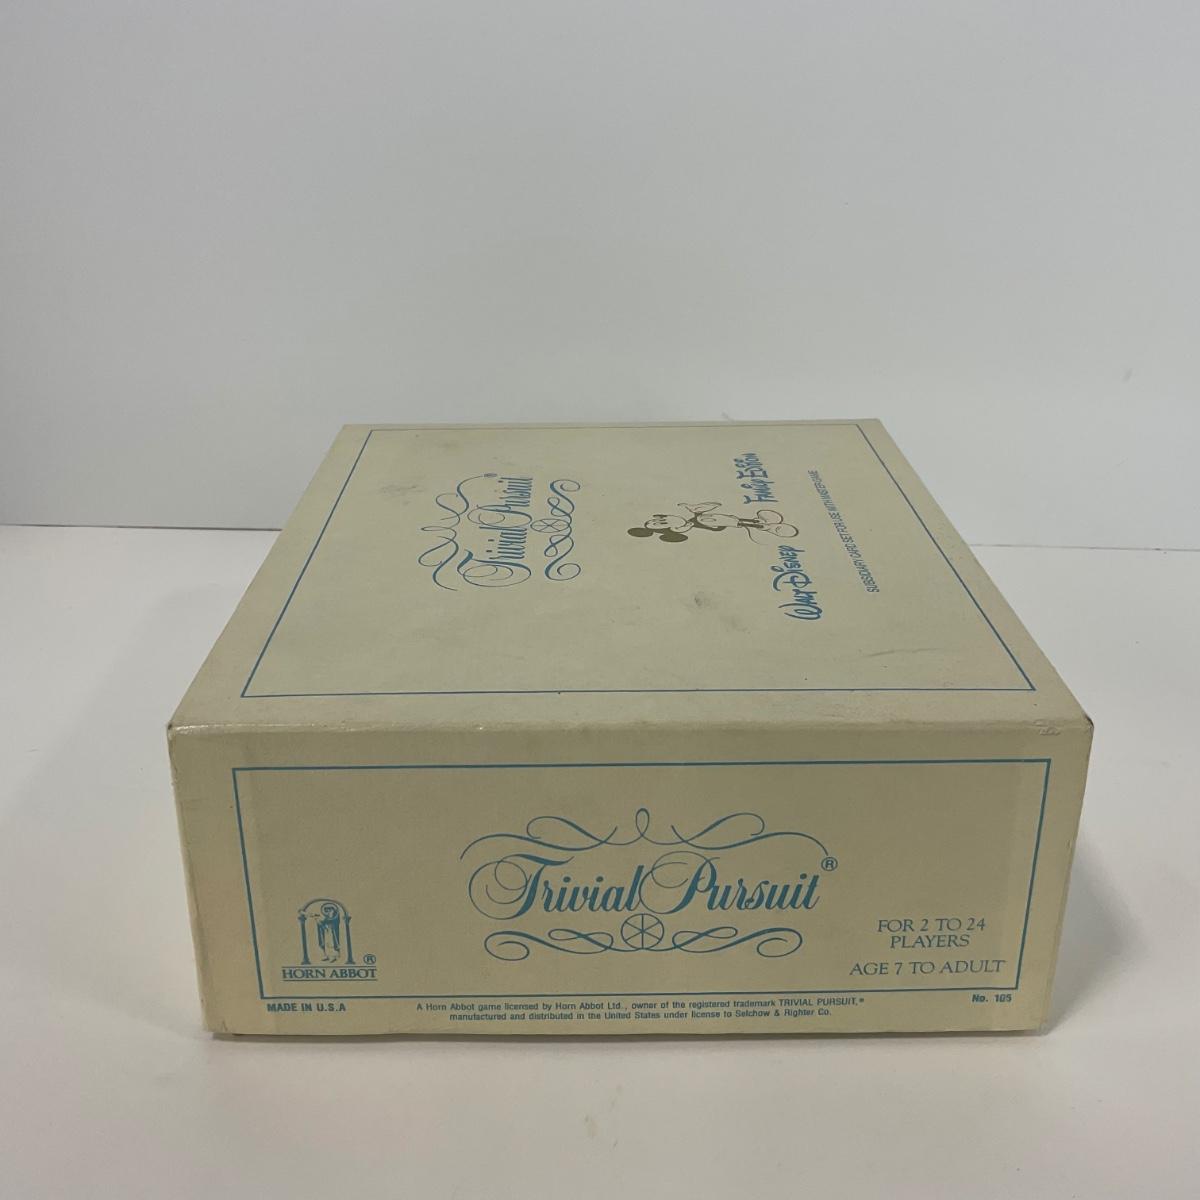 Trivial Pursuit®
Walt Disney Family Edition
SUBSIDIARY CARD SET FOR USE WITH MASTER GAME
Trivial Pursuit®
FOR 2 TO 24
PLAYERS
AGE 7 TO ADULT
®
HORN ABBOT
MADE IN U.S.A
A Horn Abbot game licensed by Horn Abbot Ltd., owner of the registered trademark TRIVIAL PURSUIT,®
manufactured and distributed in the United States under license to Selchow & Righter Co.
No. 105